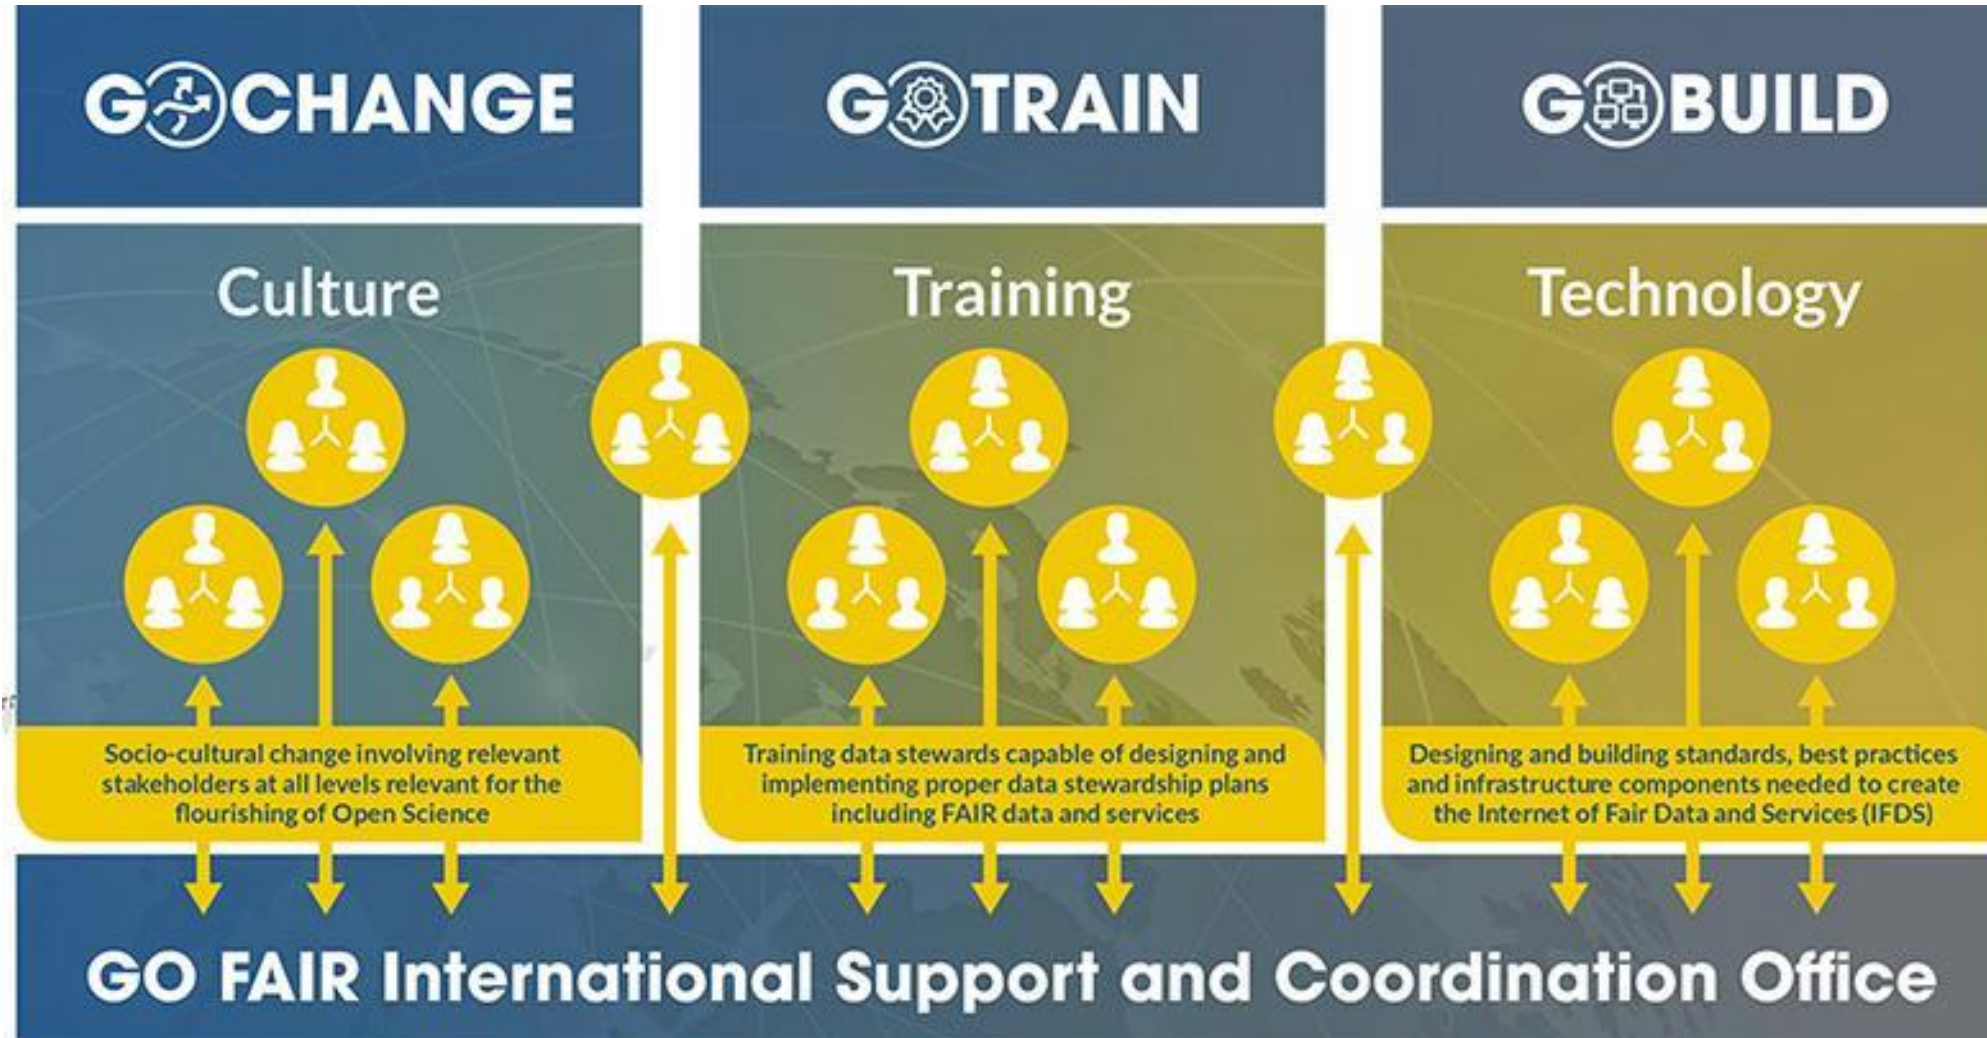 GO CHANGE
GO TRAIN
GO BUILD
Culture
Training
Technology
Socio-cultural change involving relevant
stakeholders at all levels relevant for the
flourishing of Open Science
Training data stewards capable of designing and
implementing proper data stewardship plans
including FAIR data and services
Designing and building standards, best practices
and infrastructure components needed to create
the Internet of Fair Data and Services (IFDS)
GO FAIR International Support and Coordination Office